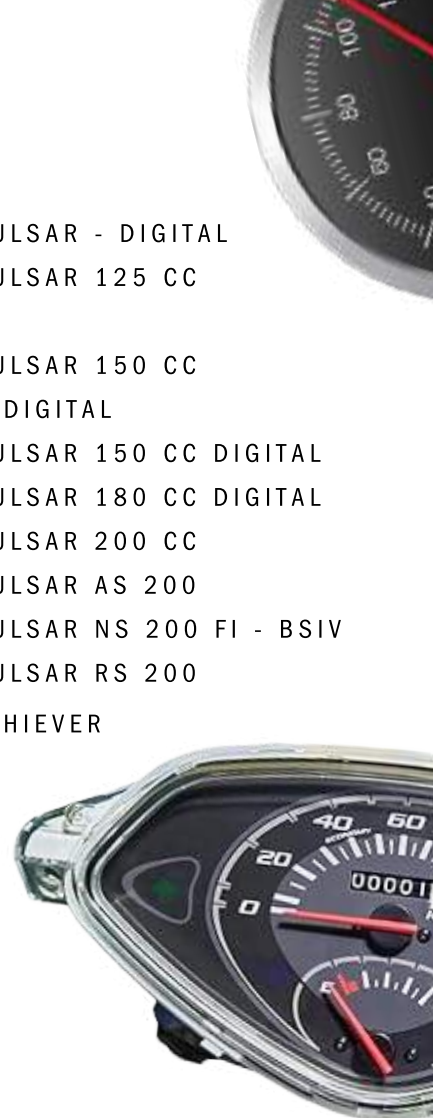 100
80
60
ULSAR - DIGITAL
ULSAR 125 CC
ULSAR 150 CC
DIGITAL
ULSAR 150 CC DIGITAL
ULSAR 180 CC DIGITAL
ULSAR 200 CC
ULSAR AS 200
ULSAR NS 200 FI - BSIV
ULSAR RS 200
HIEVER
40 60
ECONOMY
20
00001
0
E